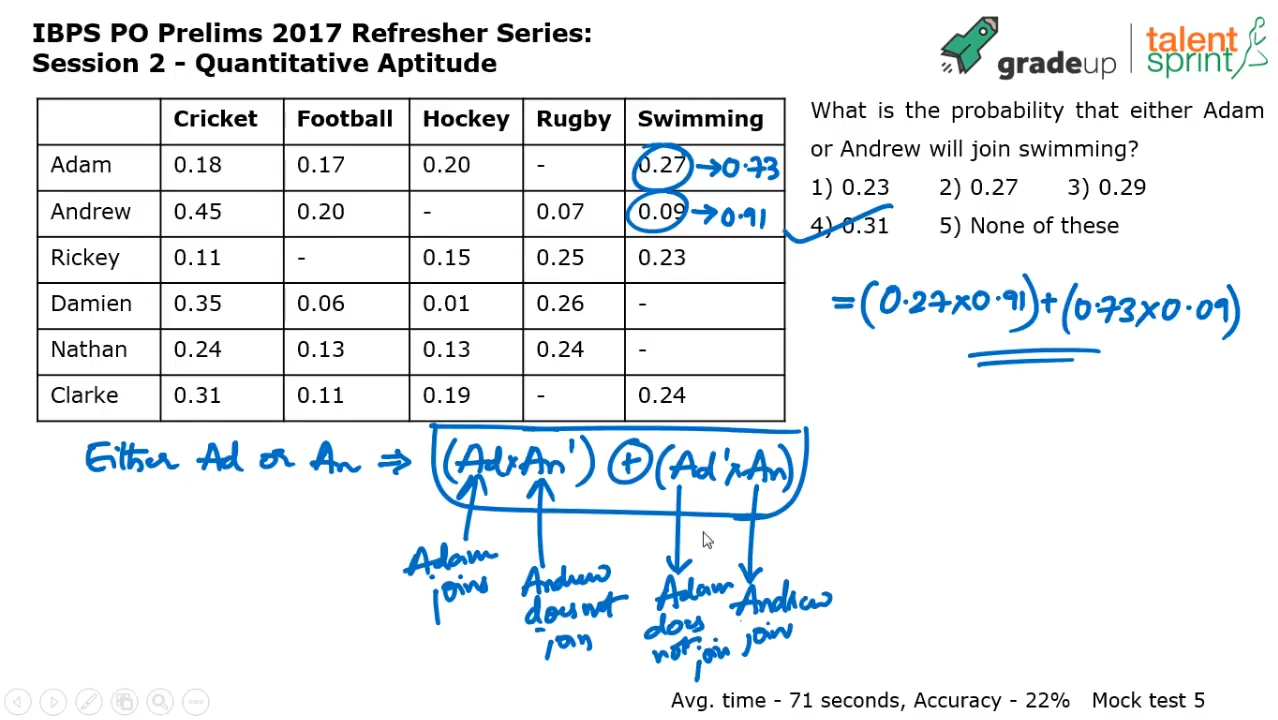 IBPS PO Prelims 2017 Refresher Series:
Session 2 - Quantitative Aptitude
gradeup
talent
sprint
Cricket Football Hockey Rugby Swimming
Adam 0.18 0.17 0.20 - 0.27 → 0.73
Andrew 0.45 0.20 - 0.07 0.09 → 0.91
Rickey 0.11 - 0.15 0.25 0.23
Damien 0.35 0.06 0.01 0.26 -
Nathan 0.24 0.13 0.13 0.24 -
Clarke 0.31 0.11 0.19 - 0.24
What is the probability that either Adam
or Andrew will join swimming?
1) 0.23 2) 0.27 3) 0.29
4) 0.31 5) None of these
= (0.27×0.91)+(0.73×0.09)
Either Ad or An ⇒ (Ad×An') + (Ad'×An)
Adam
joins
Andrew
does not
join
Adam
does
not join
Andrew
join
Avg. time - 71 seconds, Accuracy - 22% Mock test 5